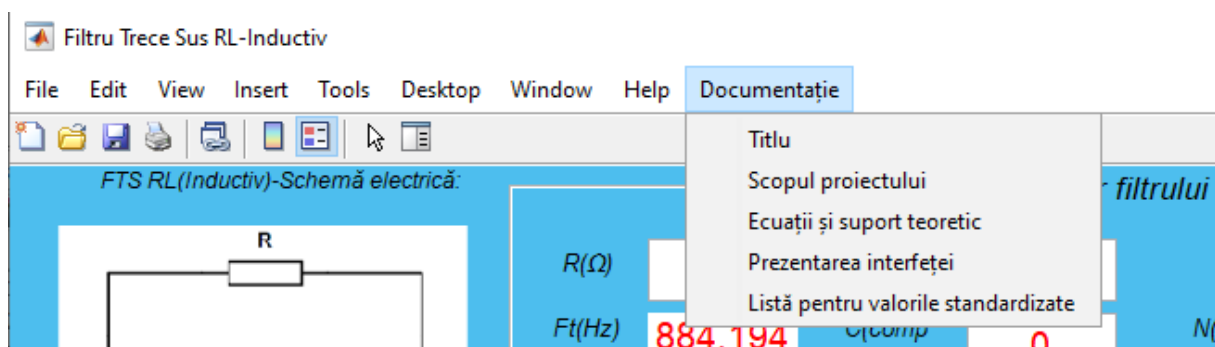 Filtru Trece Sus RL-Inductiv
File Edit View Insert Tools Desktop Window Help Documentație
Titlu
Scopul proiectului
Ecuații și suport teoretic
Prezentarea interfeței
Listă pentru valorile standardizate
FTS RL(Inductiv)-Schemă electrică:
filtrului
R
R(Ω)
Ft(Hz) 884.194 C(comp 0 N(